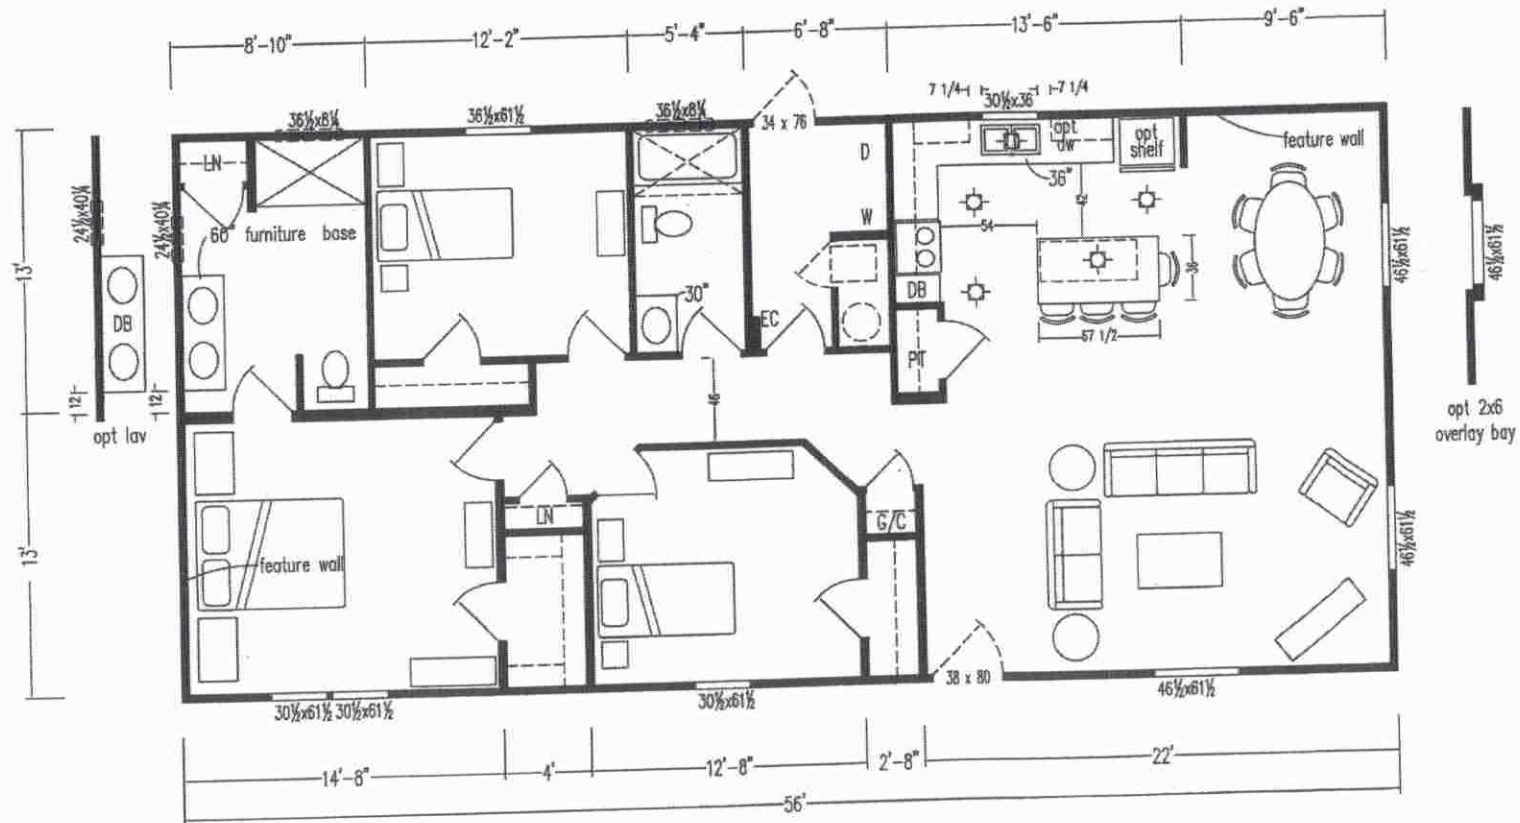 8'-10"
12'-2"
5'-4"
6'-8"
13'-6"
9'-6"
7 1/4
7 1/4
30½x36
36½x8¼
36½x61½
36½x8¼
34 x 76
LN
D
opt
dw
opt
shelf
feature wall
36"
24½x40¼
24½x40¼
60" furniture base
W
42
54
46½x61½
46½x61½
13'
36
DB
30"
DB
EC
57 1/2
PIT
12
12
46
opt lav
opt 2x6
overlay bay
LN
G/C
13'
feature wall
46½x61½
38 x 80
30½x61½ 30½x61½
30½x61½
46½x61½
14'-8"
4'
12'-8"
2'-8"
22'
56'